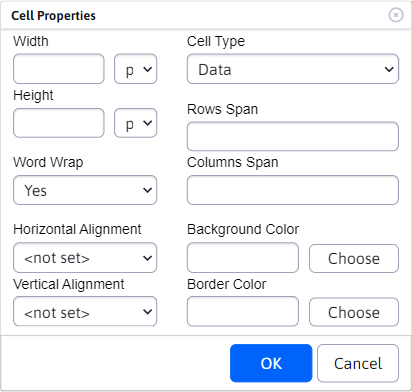 Cell Properties
Width
Cell Type
p
Data
Height
Rows Span
p
Word Wrap
Columns Span
Yes
Horizontal Alignment
Background Color
<not set>
Choose
Vertical Alignment
Border Color
<not set>
Choose
OK
Cancel